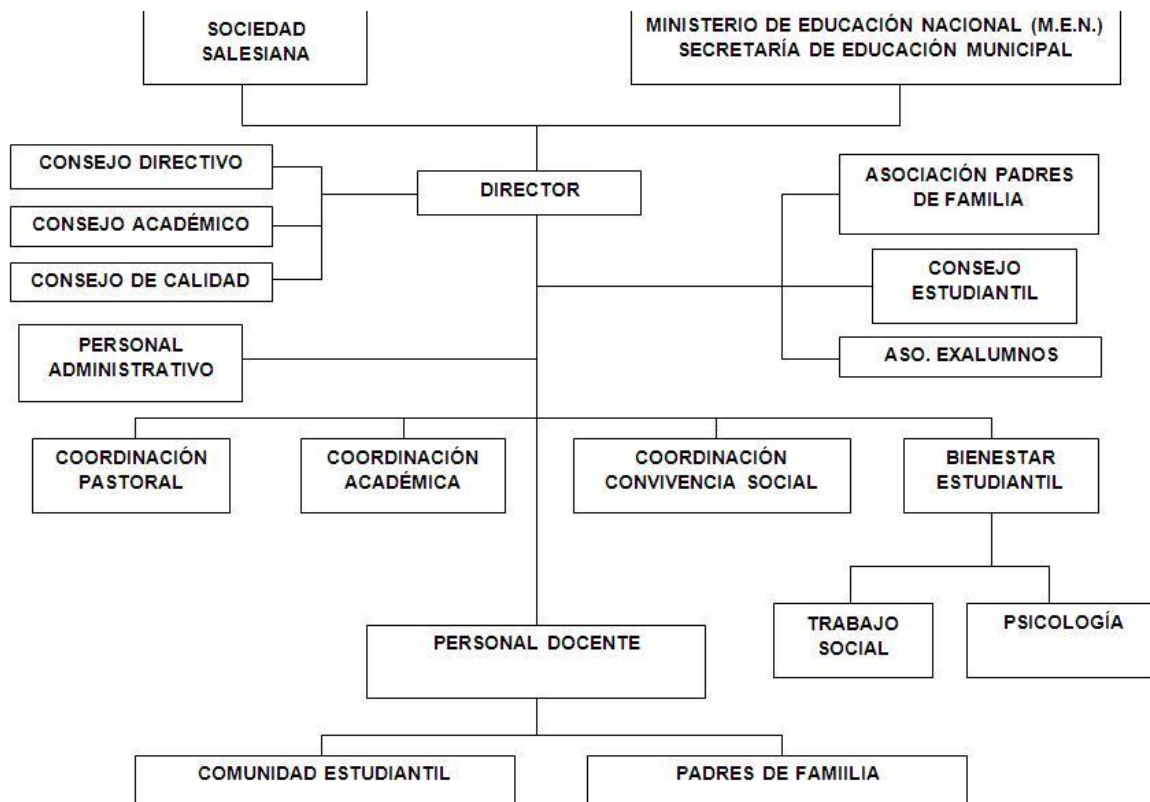 SOCIEDAD
SALESIANA
MINISTERIO DE EDUCACIÓN NACIONAL (M.E.N.)
SECRETARÍA DE EDUCACIÓN MUNICIPAL
CONSEJO DIRECTIVO
DIRECTOR
ASOCIACIÓN PADRES
DE FAMILIA
CONSEJO ACADÉMICO
CONSEJO DE CALIDAD
CONSEJO
ESTUDIANTIL
PERSONAL
ADMINISTRATIVO
ASO. EXALUMNOS
COORDINACIÓN
PASTORAL
COORDINACIÓN
ACADÉMICA
COORDINACIÓN
CONVIVENCIA SOCIAL
BIENESTAR
ESTUDIANTIL
TRABAJO
SOCIAL
PSICOLOGÍA
PERSONAL DOCENTE
COMUNIDAD ESTUDIANTIL
PADRES DE FAMIILIA